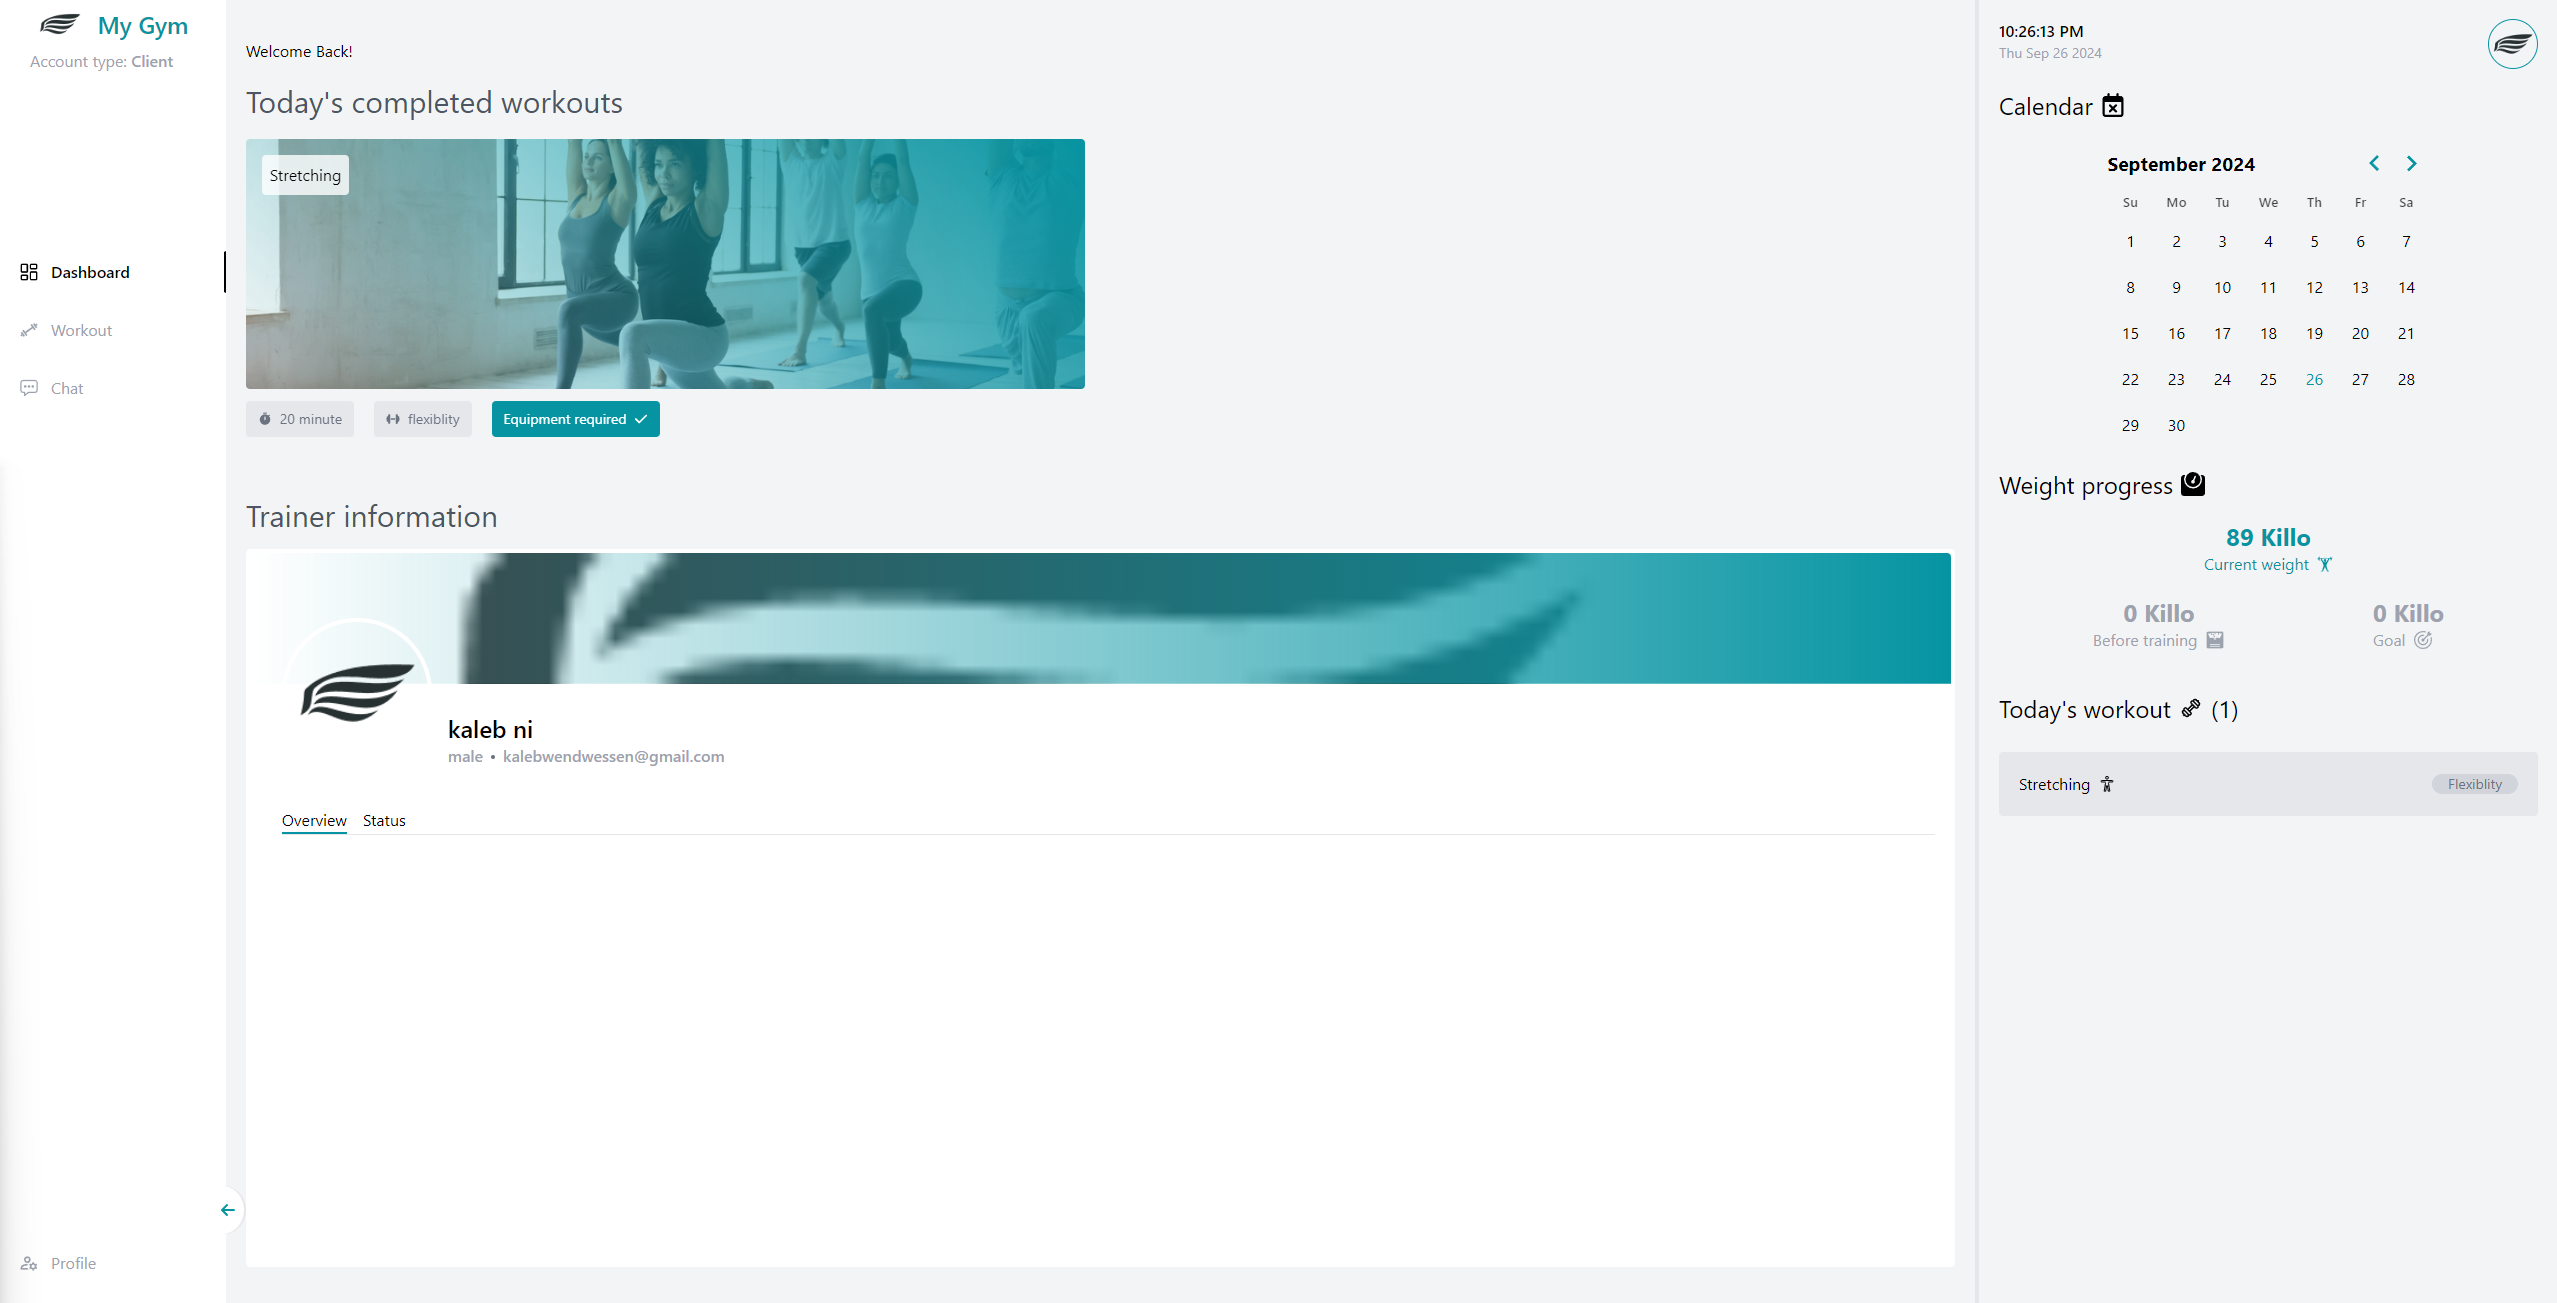 My Gym
Account type: Client
Dashboard
Workout
Chat
Profile
Welcome Back!
Today's completed workouts
Stretching
20 minute
flexiblity
Equipment required
Trainer information
kaleb ni
male • kalebwendwessen@gmail.com
Overview Status
10:26:13 PM
Thu Sep 26 2024
Calendar
September 2024
Su Mo Tu We Th Fr Sa
1 2 3 4 5 6 7
8 9 10 11 12 13 14
15 16 17 18 19 20 21
22 23 24 25 26 27 28
29 30
Weight progress
89 Killo
Current weight
0 Killo
Before training
0 Killo
Goal
Today's workout (1)
Stretching
Flexiblity